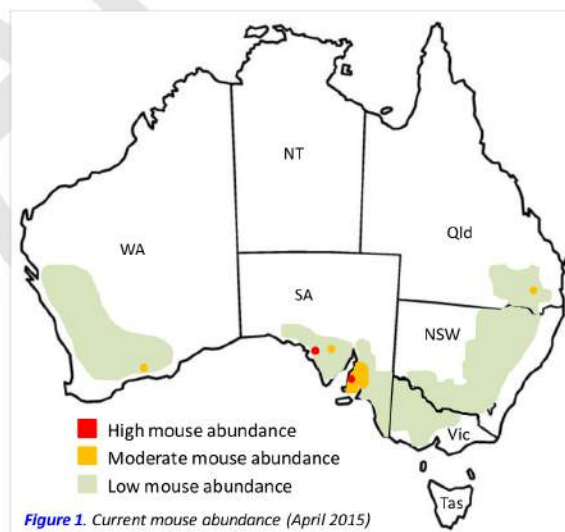 NT
WA
Qld
SA
NSW
Vic
Tas
High mouse abundance
Moderate mouse abundance
Low mouse abundance
Figure 1. Current mouse abundance (April 2015)